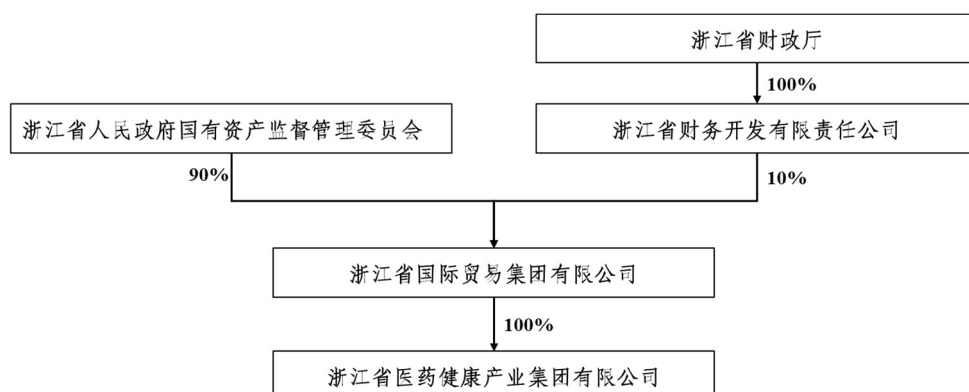 浙江省财政厅
100%
浙江省人民政府国有资产监督管理委员会
浙江省财务开发有限责任公司
90%
10%
浙江省国际贸易集团有限公司
100%
浙江省医药健康产业集团有限公司